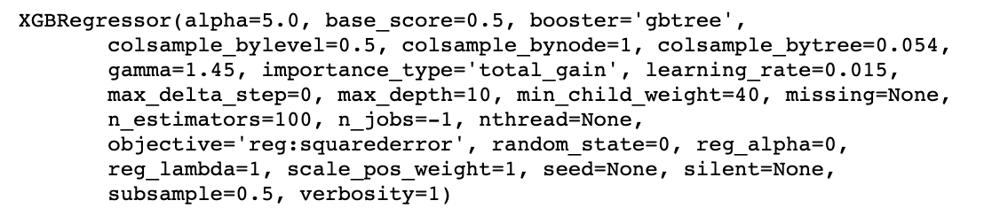 XGBRegressor(alpha=5.0, base_score=0.5, booster='gbtree',
colsample_bylevel=0.5, colsample_bynode=1, colsample_bytree=0.054,
gamma=1.45, importance_type='total_gain', learning_rate=0.015,
max_delta_step=0, max_depth=10, min_child_weight=40, missing=None,
n_estimators=100, n_jobs=-1, nthread=None,
objective='reg:squarederror', random_state=0, reg_alpha=0,
reg_lambda=1, scale_pos_weight=1, seed=None, silent=None,
subsample=0.5, verbosity=1)